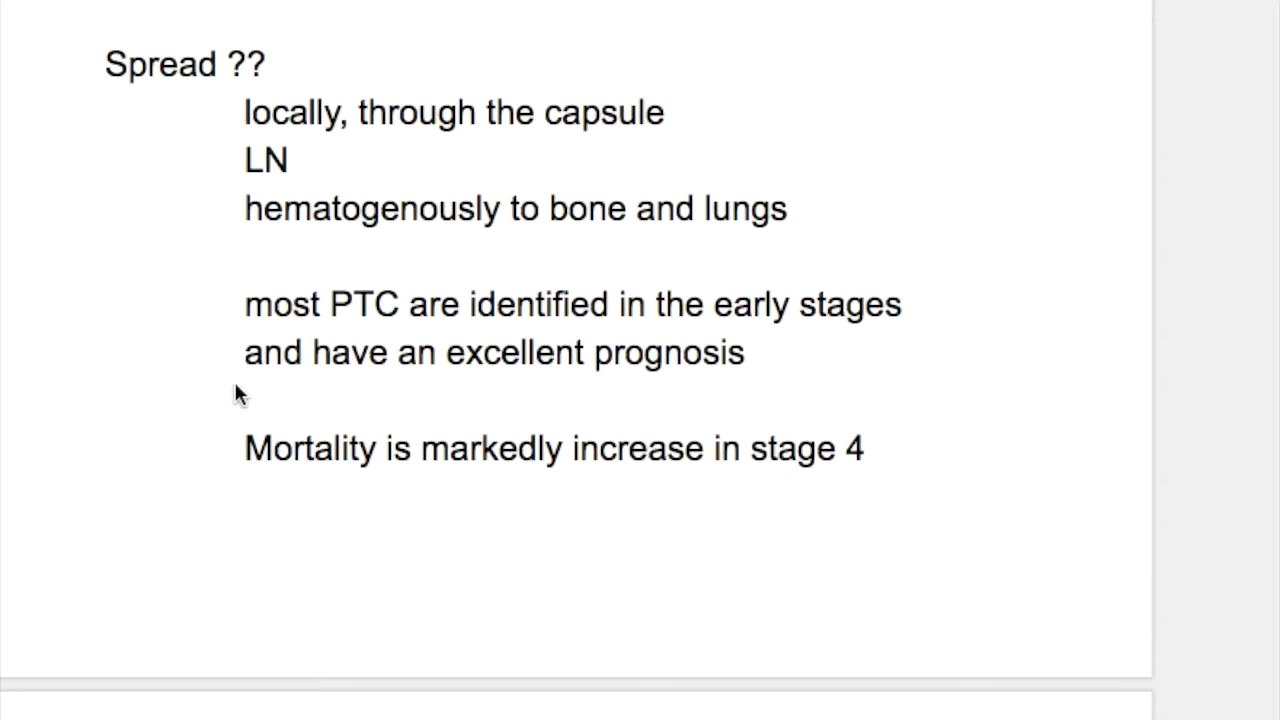 Spread ??
locally, through the capsule
LN
hematogenously to bone and lungs
most PTC are identified in the early stages
and have an excellent prognosis
Mortality is markedly increase in stage 4